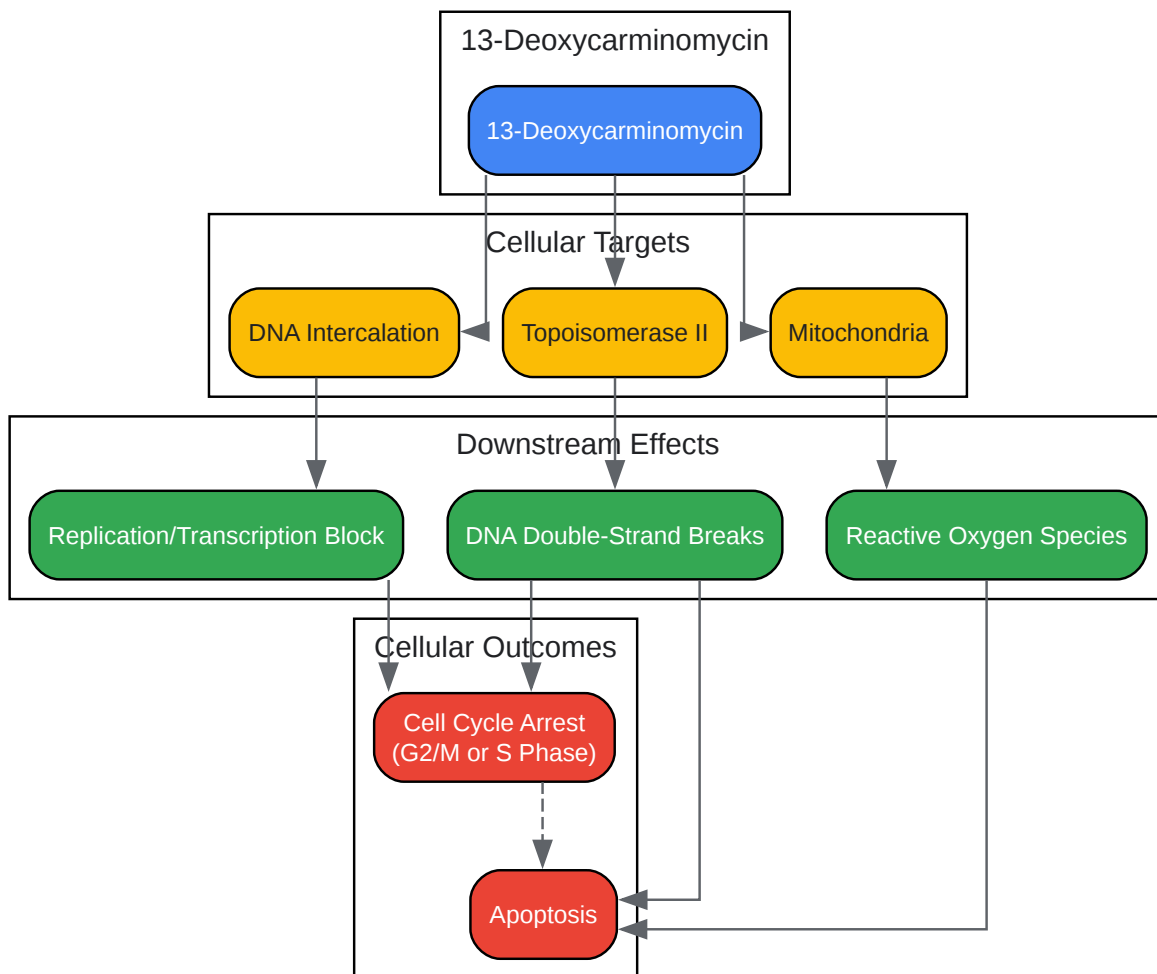 13-Deoxycarminomycin
13-Deoxycarminomycin
Cellular Targets
DNA Intercalation
Topoisomerase II
Mitochondria
Downstream Effects
Replication/Transcription Block
DNA Double-Strand Breaks
Reactive Oxygen Species
Cellular Outcomes
Cell Cycle Arrest
(G2/M or S Phase)
Apoptosis